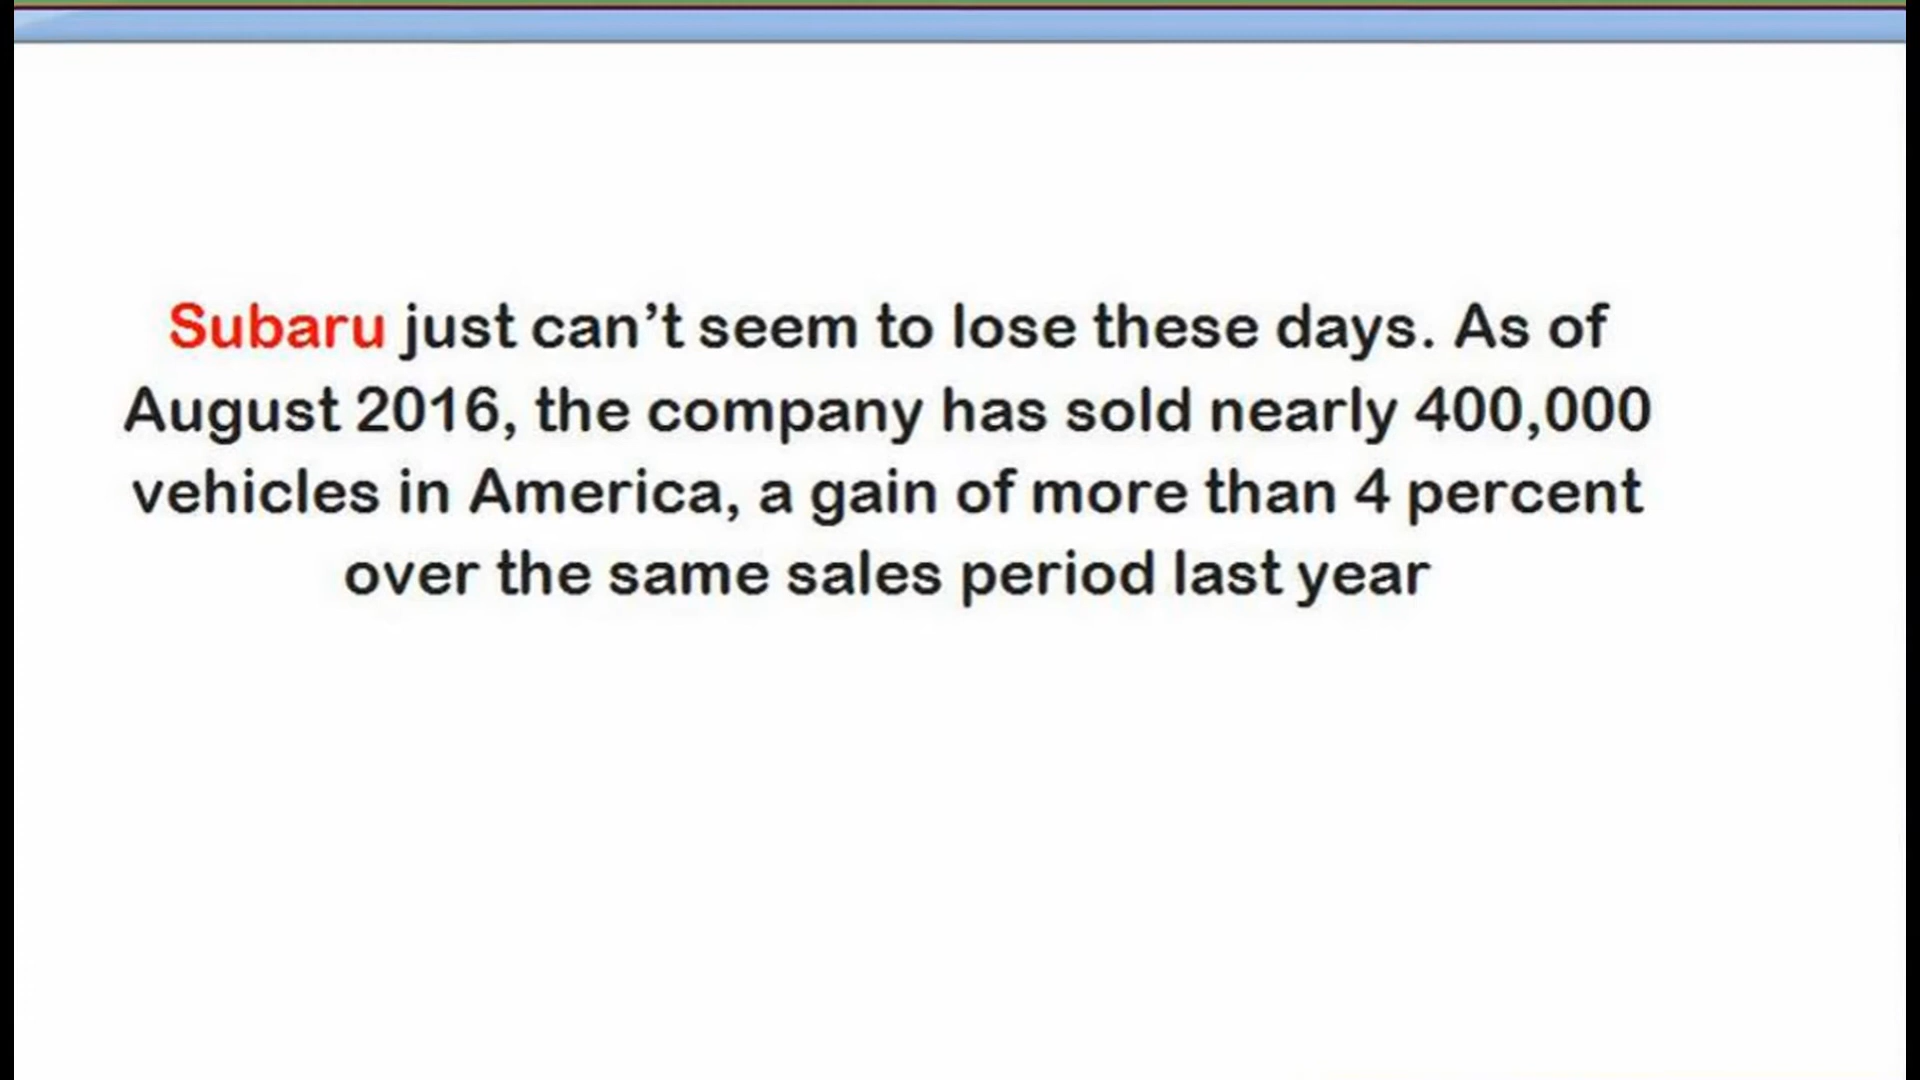 Subaru just can’t seem to lose these days. As of
August 2016, the company has sold nearly 400,000
vehicles in America, a gain of more than 4 percent
over the same sales period last year